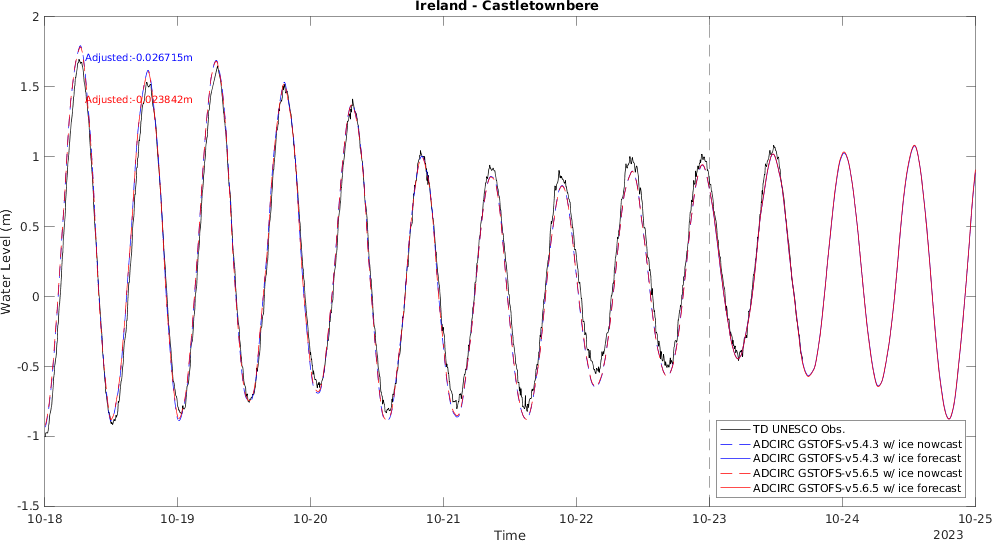 Ireland - Castletownbere
2
1.5
1
0.5
0
-0.5
-1
-1.5
Water Level (m)
Adjusted:-0.026715m
Adjusted:-0.023842m
TD UNESCO Obs.
ADCIRC GSTOFS-v5.4.3 w/ ice nowcast
ADCIRC GSTOFS-v5.4.3 w/ ice forecast
ADCIRC GSTOFS-v5.6.5 w/ ice nowcast
ADCIRC GSTOFS-v5.6.5 w/ ice forecast
10-18 10-19 10-20 10-21 10-22 10-23 10-24 10-25
Time
2023